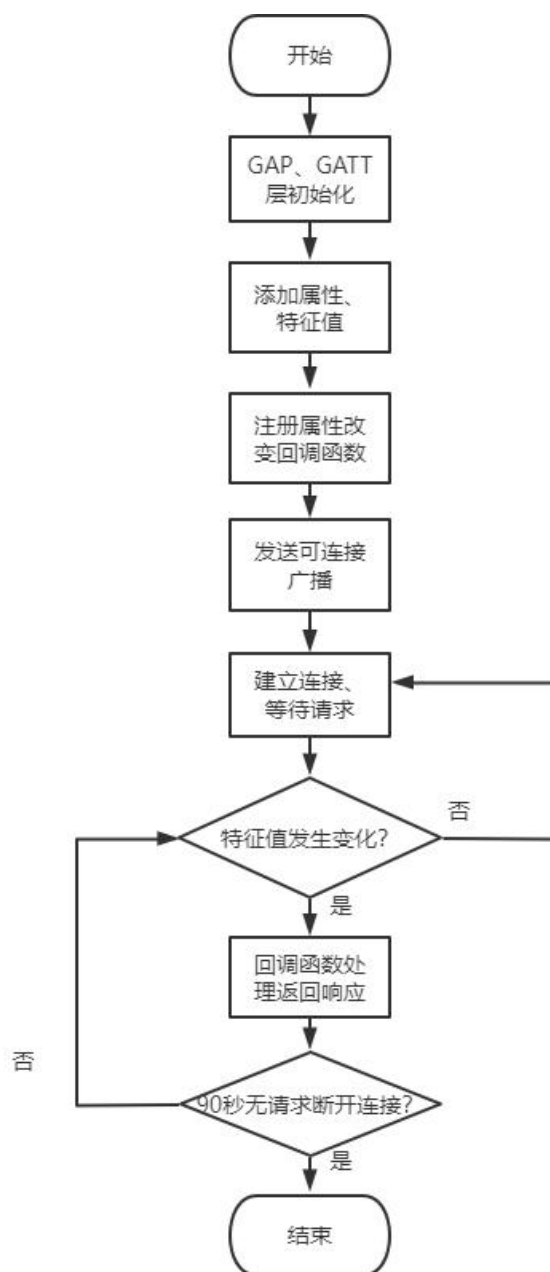 开始
GAP、GATT
层初始化
添加属性、
特征值
注册属性改
变回调函数
发送可连接
广播
建立连接、
等待请求
特征值发生变化?
否
是
回调函数处
理返回响应
否
90秒无请求断开连接?
是
结束